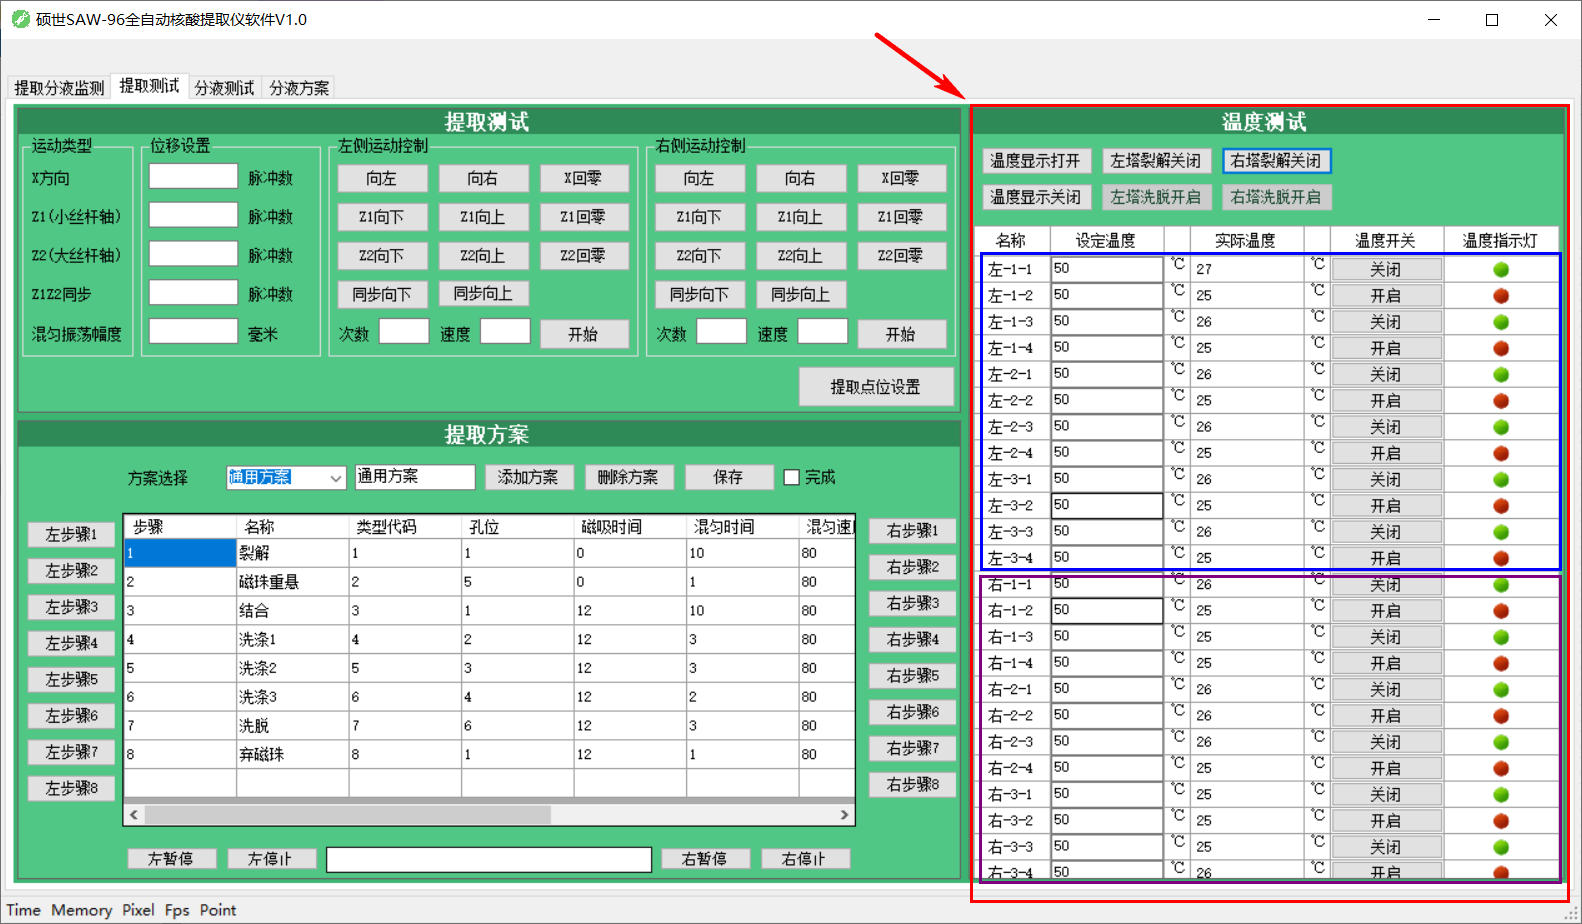 硕世SAW-96全自动核酸提取仪软件V1.0
提取分液监测 提取测试 分液测试 分液方案
提取测试
运动类型 位移设置 左侧运动控制 右侧运动控制
X方向 脉冲数 向左 向右 X回零 向左 向右 X回零
Z1(小丝杆轴) 脉冲数 Z1向下 Z1向上 Z1回零 Z1向下 Z1向上 Z1回零
Z2(大丝杆轴) 脉冲数 Z2向下 Z2向上 Z2回零 Z2向下 Z2向上 Z2回零
Z1Z2同步 脉冲数 同步向下 同步向上 同步向下 同步向上
混匀振荡幅度 毫米 次数 速度 开始 次数 速度 开始
提取点位设置
提取方案
方案选择 通用方案 通用方案 添加方案 删除方案 保存 完成
步骤 名称 类型代码 孔位 磁吸时间 混匀时间 混匀速
1 裂解 1 1 0 10 80
2 磁珠重悬 2 5 0 1 80
3 结合 3 1 12 10 80
4 洗涤1 4 2 12 3 80
5 洗涤2 5 3 12 3 80
6 洗涤3 6 4 12 2 80
7 洗脱 7 6 12 3 80
8 弃磁珠 8 1 12 1 80
左步骤1
左步骤2
左步骤3
左步骤4
左步骤5
左步骤6
左步骤7
左步骤8
右步骤1
右步骤2
右步骤3
右步骤4
右步骤5
右步骤6
右步骤7
右步骤8
左暂停 左停止 右暂停 右停止
温度测试
温度显示打开 左塔裂解关闭 右塔裂解关闭
温度显示关闭 左塔洗脱开启 右塔洗脱开启
名称 设定温度 实际温度 温度开关 温度指示灯
左-1-1 50 ℃ 27 ℃ 关闭
左-1-2 50 ℃ 25 ℃ 开启
左-1-3 50 ℃ 26 ℃ 关闭
左-1-4 50 ℃ 25 ℃ 开启
左-2-1 50 ℃ 26 ℃ 关闭
左-2-2 50 ℃ 25 ℃ 开启
左-2-3 50 ℃ 26 ℃ 关闭
左-2-4 50 ℃ 25 ℃ 开启
左-3-1 50 ℃ 26 ℃ 关闭
左-3-2 50 ℃ 25 ℃ 开启
左-3-3 50 ℃ 26 ℃ 关闭
左-3-4 50 ℃ 25 ℃ 开启
右-1-1 50 ℃ 26 ℃ 关闭
右-1-2 50 ℃ 25 ℃ 开启
右-1-3 50 ℃ 25 ℃ 关闭
右-1-4 50 ℃ 25 ℃ 开启
右-2-1 50 ℃ 26 ℃ 关闭
右-2-2 50 ℃ 26 ℃ 开启
右-2-3 50 ℃ 26 ℃ 关闭
右-2-4 50 ℃ 25 ℃ 开启
右-3-1 50 ℃ 25 ℃ 关闭
右-3-2 50 ℃ 25 ℃ 开启
右-3-3 50 ℃ 25 ℃ 关闭
右-3-4 50 ℃ 26 ℃ 开启
Time Memory Pixel Fps Point